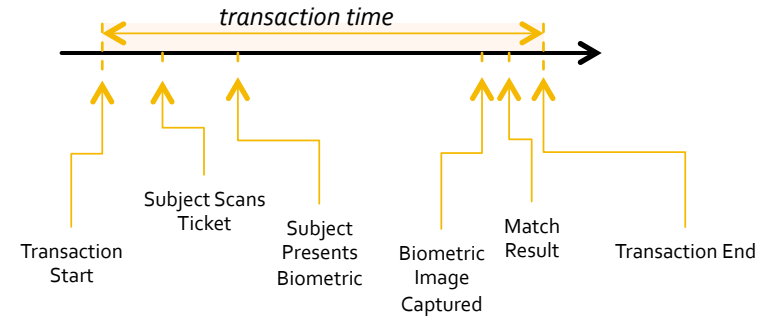 transaction time
Transaction
Start
Subject Scans
Ticket
Subject
Presents
Biometric
Biometric
Image
Captured
Match
Result
Transaction End